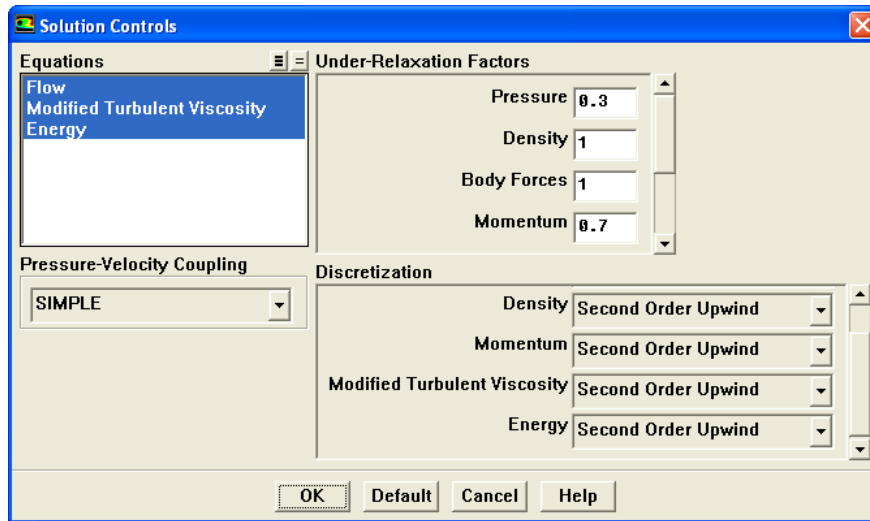 Solution Controls
Equations
Flow
Modified Turbulent Viscosity
Energy
Pressure-Velocity Coupling
SIMPLE
Under-Relaxation Factors
Pressure 0.3
Density 1
Body Forces 1
Momentum 0.7
Discretization
Density Second Order Upwind
Momentum Second Order Upwind
Modified Turbulent Viscosity Second Order Upwind
Energy Second Order Upwind
OK Default Cancel Help